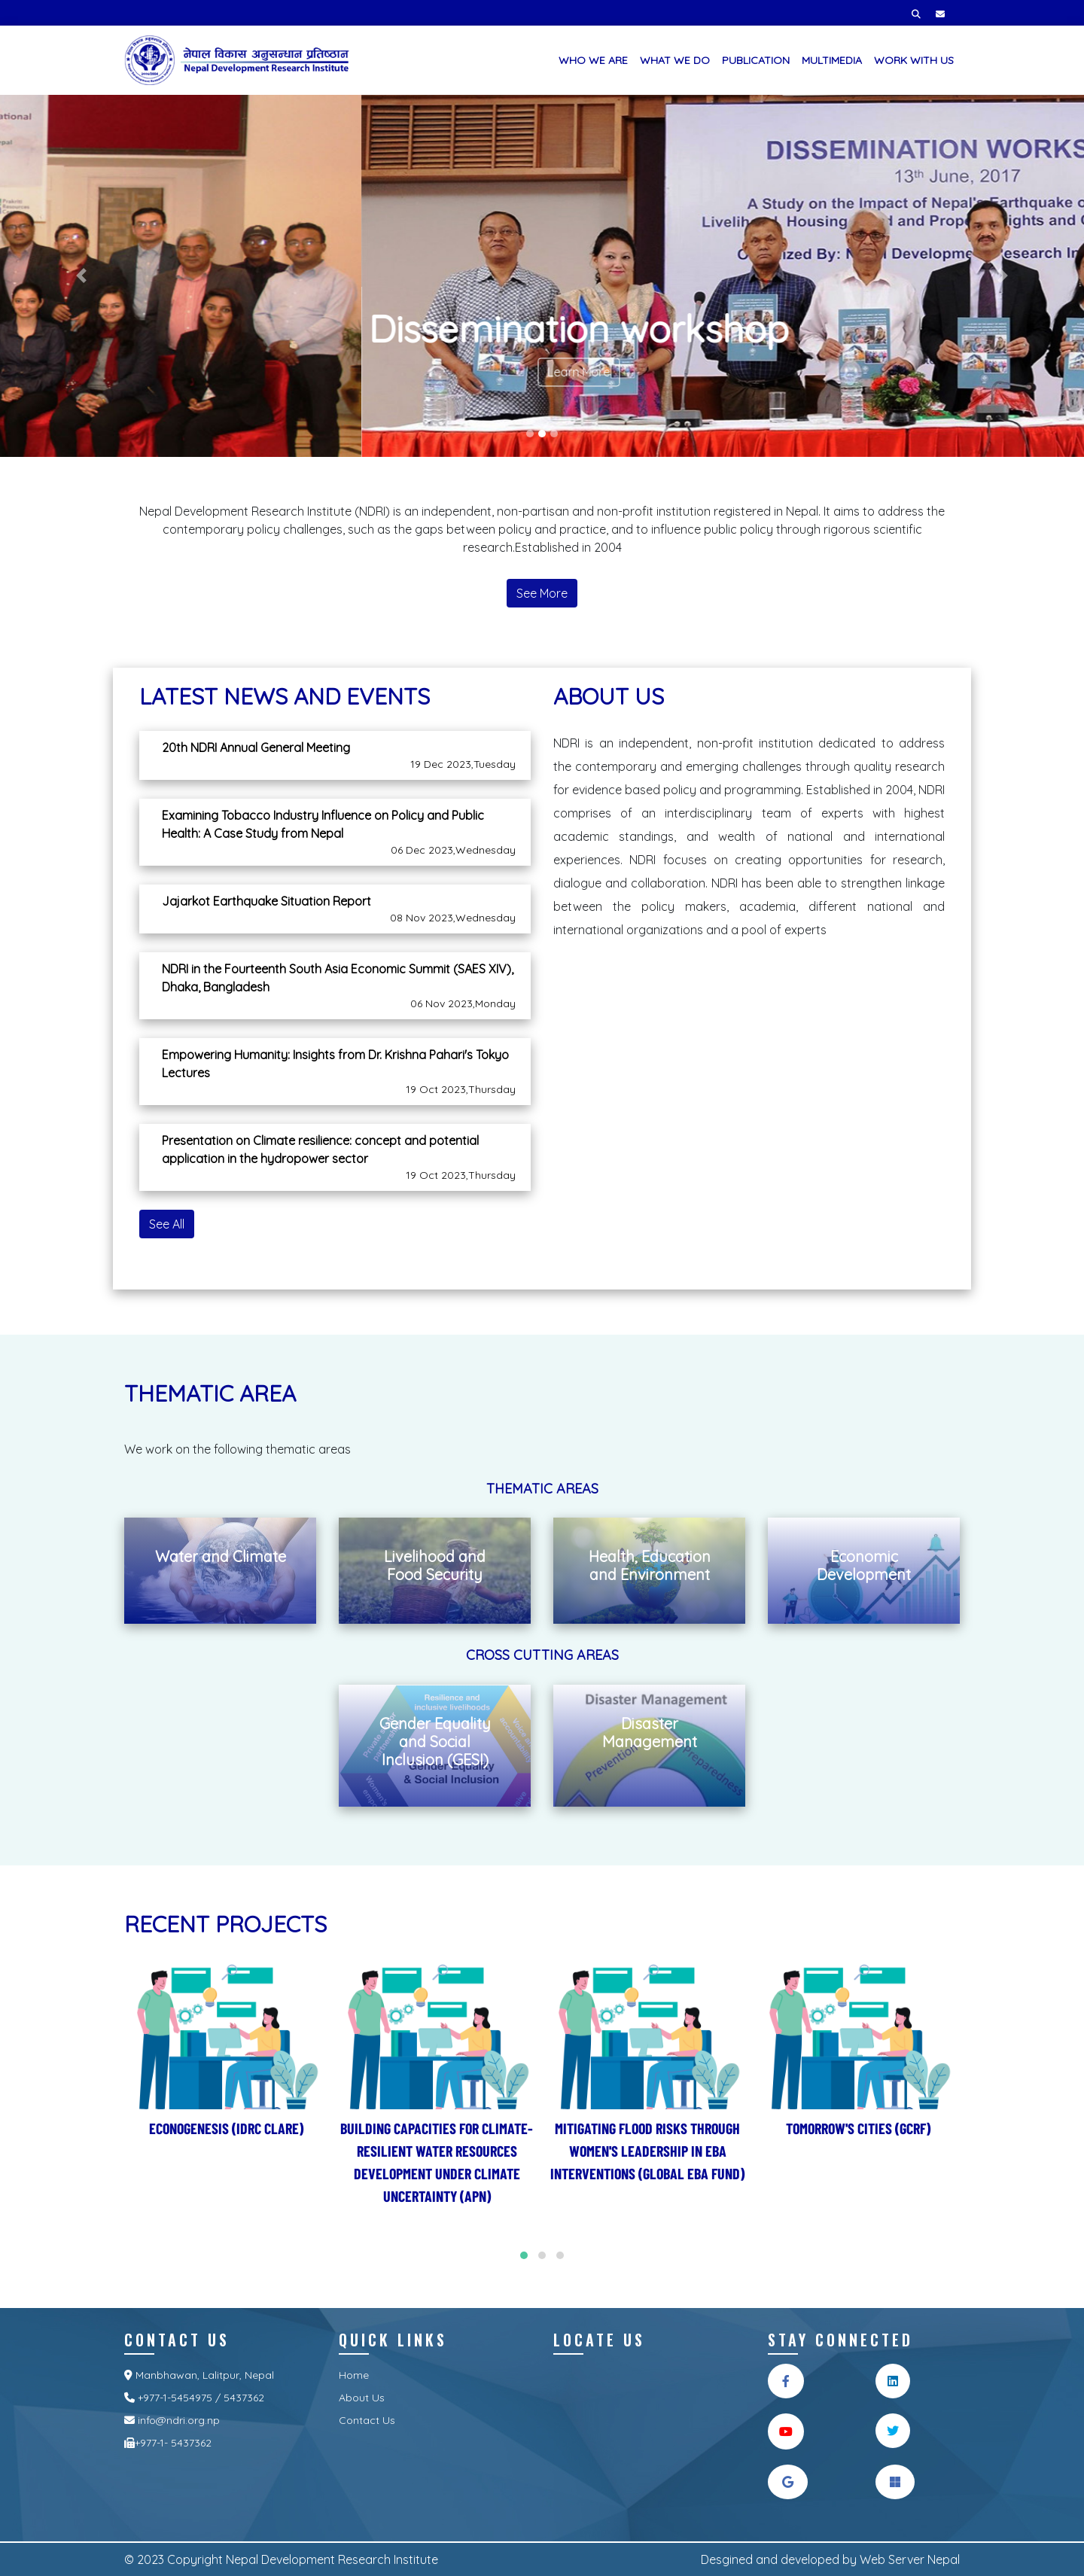 नेपाल विकास अनुसन्धान प्रतिष्ठान
Nepal Development Research Institute
WHO WE ARE
WHAT WE DO
PUBLICATION
MULTIMEDIA
WORK WITH US
DISSEMINATION WORKS
13th June, 2017
A Study on the Impact of Nepal's Earthqu
Organized By: Nepal Development Research In
Dissemination workshop
Learn More
Nepal Development Research Institute (NDRI) is an independent, non-partisan and non-profit institution registered in Nepal. It aims to address the
contemporary policy challenges, such as the gaps between policy and practice, and to influence public policy through rigorous scientific
research.Established in 2004
See More
LATEST NEWS AND EVENTS
20th NDRI Annual General Meeting
19 Dec 2023,Tuesday
Examining Tobacco Industry Influence on Policy and Public
Health: A Case Study from Nepal
06 Dec 2023,Wednesday
Jajarkot Earthquake Situation Report
08 Nov 2023,Wednesday
NDRI in the Fourteenth South Asia Economic Summit (SAES XIV),
Dhaka, Bangladesh
06 Nov 2023,Monday
Empowering Humanity: Insights from Dr. Krishna Pahari's Tokyo
Lectures
19 Oct 2023,Thursday
Presentation on Climate resilience: concept and potential
application in the hydropower sector
19 Oct 2023,Thursday
See All
ABOUT US
NDRI is an independent, non-profit institution dedicated to address
the contemporary and emerging challenges through quality research
for evidence based policy and programming. Established in 2004, NDRI
comprises of an interdisciplinary team of experts with highest
academic standings, and wealth of national and international
experiences. NDRI focuses on creating opportunities for research,
dialogue and collaboration. NDRI has been able to strengthen linkage
between the policy makers, academia, different national and
international organizations and a pool of experts
THEMATIC AREA
We work on the following thematic areas
THEMATIC AREAS
Water and Climate
Livelihood and
Food Security
Health, Education
and Environment
Economic
Development
CROSS CUTTING AREAS
Resilience and
inclusive livelihoods
Gender Equality
and Social
Inclusion (GESI)
Gender Equality
& Social Inclusion
Disaster Management
Disaster
Management
Prevention
Preparedness
RECENT PROJECTS
ECONOGENESIS (IDRC CLARE)
BUILDING CAPACITIES FOR CLIMATE-
RESILIENT WATER RESOURCES
DEVELOPMENT UNDER CLIMATE
UNCERTAINTY (APN)
MITIGATING FLOOD RISKS THROUGH
WOMEN'S LEADERSHIP IN EBA
INTERVENTIONS (GLOBAL EBA FUND)
TOMORROW'S CITIES (GCRF)
CONTACT US
Manbhawan, Lalitpur, Nepal
+977-1-5454975 / 5437362
info@ndri.org.np
+977-1- 5437362
QUICK LINKS
Home
About Us
Contact Us
LOCATE US
STAY CONNECTED
© 2023 Copyright Nepal Development Research Institute
Desgined and developed by Web Server Nepal